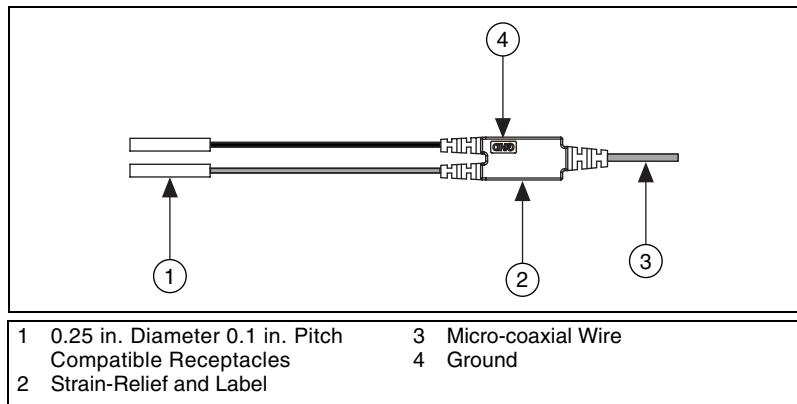 4
GND
1
2
3
1 0.25 in. Diameter 0.1 in. Pitch
Compatible Receptacles
2 Strain-Relief and Label
3 Micro-coaxial Wire
4 Ground